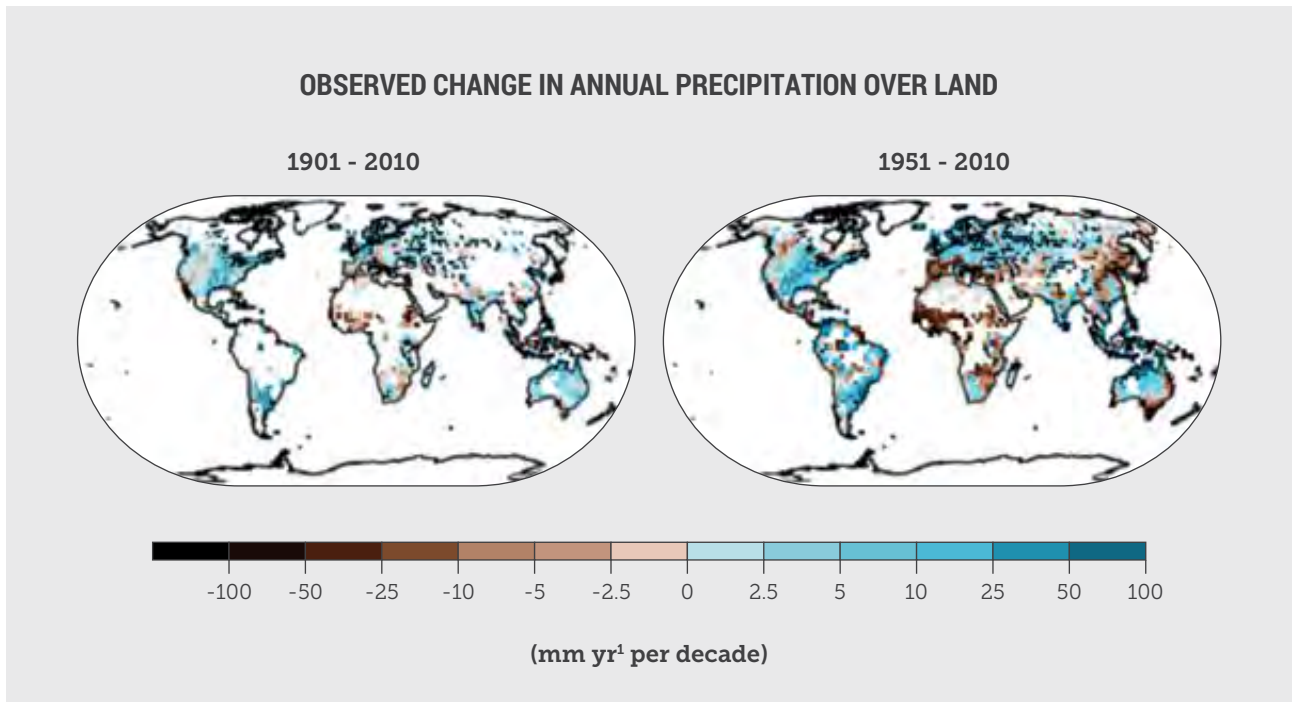 OBSERVED CHANGE IN ANNUAL PRECIPITATION OVER LAND
1901 - 2010
1951 - 2010
-100 -50 -25 -10 -5 -2.5 0 2.5 5 10 25 50 100
(mm yr¹ per decade)